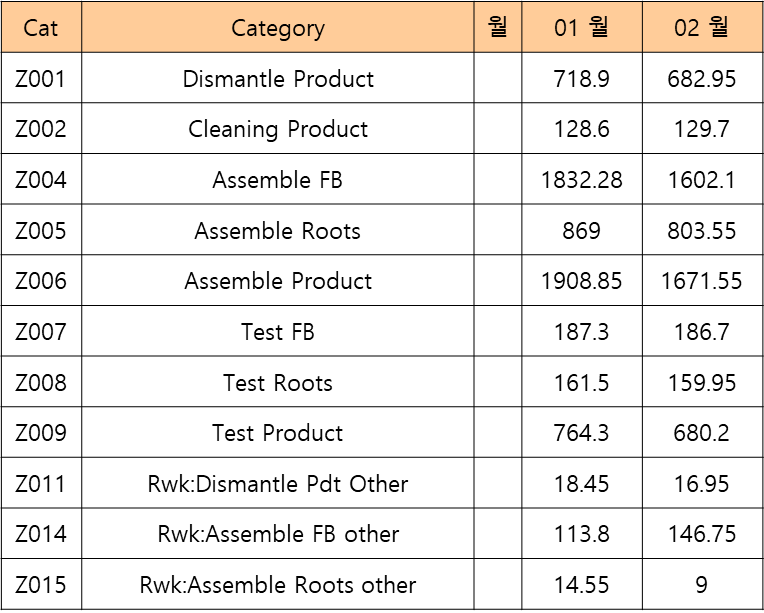 Cat Category 월 01 월 02 월
Z001 Dismantle Product 718.9 682.95
Z002 Cleaning Product 128.6 129.7
Z004 Assemble FB 1832.28 1602.1
Z005 Assemble Roots 869 803.55
Z006 Assemble Product 1908.85 1671.55
Z007 Test FB 187.3 186.7
Z008 Test Roots 161.5 159.95
Z009 Test Product 764.3 680.2
Z011 Rwk:Dismantle Pdt Other 18.45 16.95
Z014 Rwk:Assemble FB other 113.8 146.75
Z015 Rwk:Assemble Roots other 14.55 9